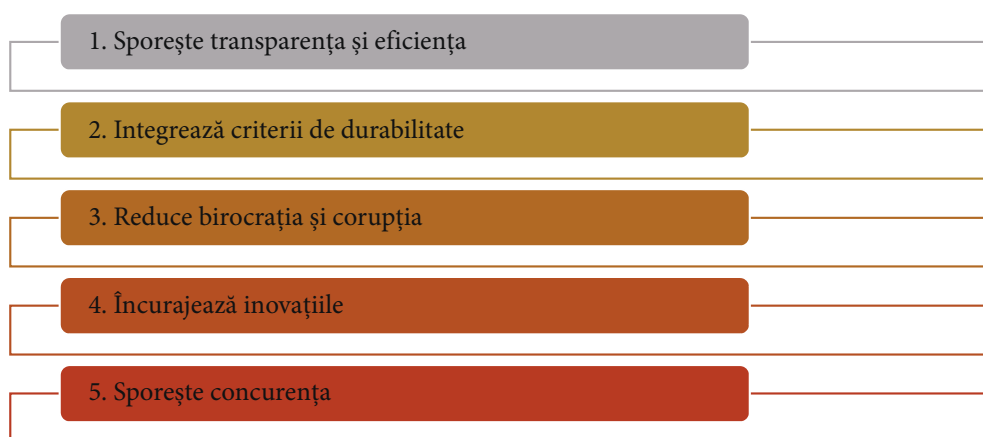 1. Sporește transparența și eficiența
2. Integrează criterii de durabilitate
3. Reduce birocrația și corupția
4. Încurajează inovațiile
5. Sporește concurența